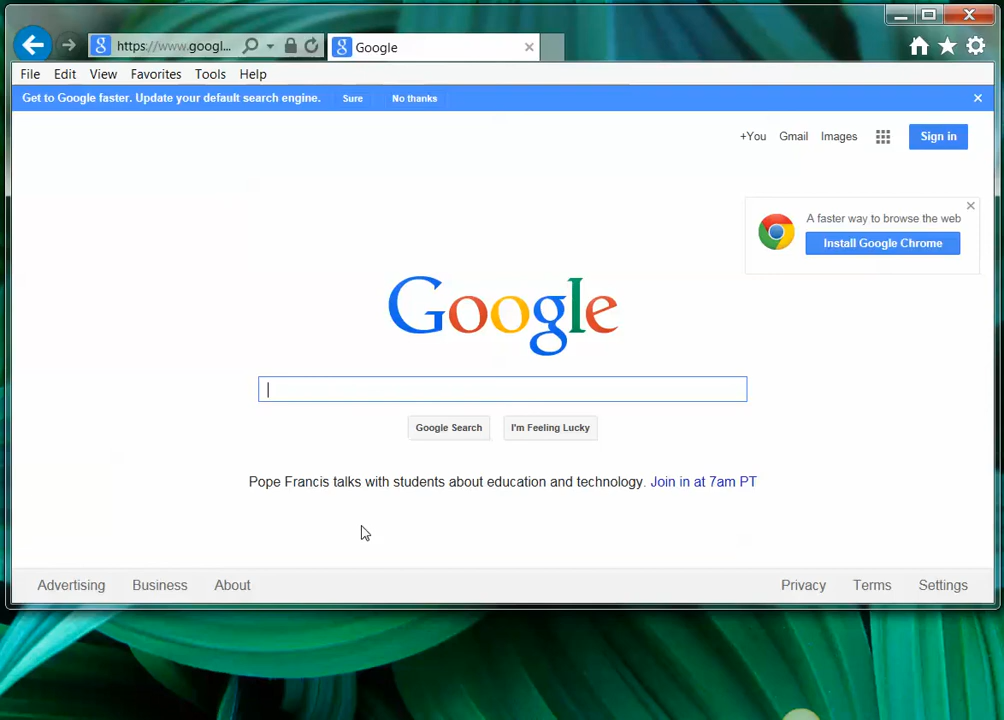 https://www.googl...
Google
File Edit View Favorites Tools Help
Get to Google faster. Update your default search engine. Sure No thanks
+You Gmail Images Sign in
A faster way to browse the web
Install Google Chrome
Google
Google Search I'm Feeling Lucky
Pope Francis talks with students about education and technology. Join in at 7am PT
Advertising Business About Privacy Terms Settings